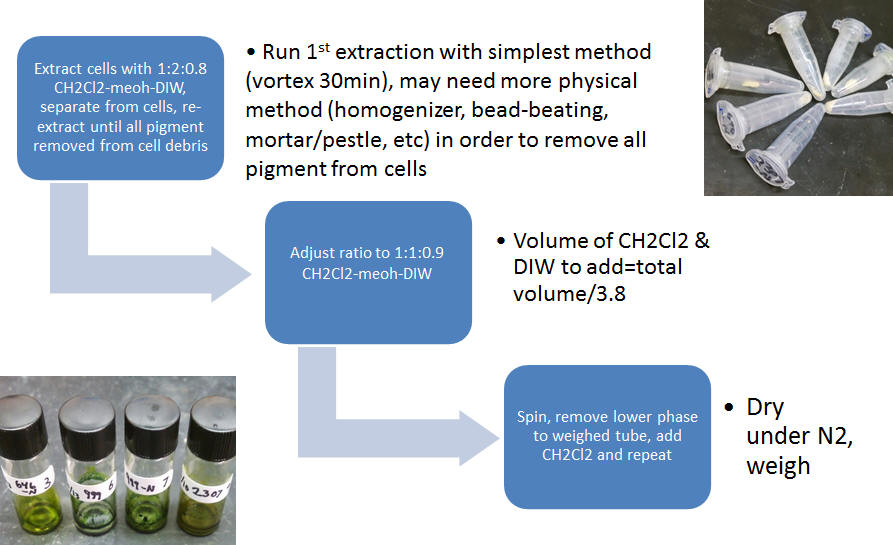 Extract cells with 1:2:0.8
CH2Cl2-meoh-DIW,
separate from cells, re-
extract until all pigment
removed from cell debris
• Run 1st extraction with simplest method
(vortex 30min), may need more physical
method (homogenizer, bead-beating,
mortar/pestle, etc) in order to remove all
pigment from cells
Adjust ratio to 1:1:0.9
CH2Cl2-meoh-DIW
• Volume of CH2Cl2 &
DIW to add=total
volume/3.8
Spin, remove lower phase
to weighed tube, add
CH2Cl2 and repeat
• Dry
under N2,
weigh
646 3
-N
999 6
999-N 7
2307